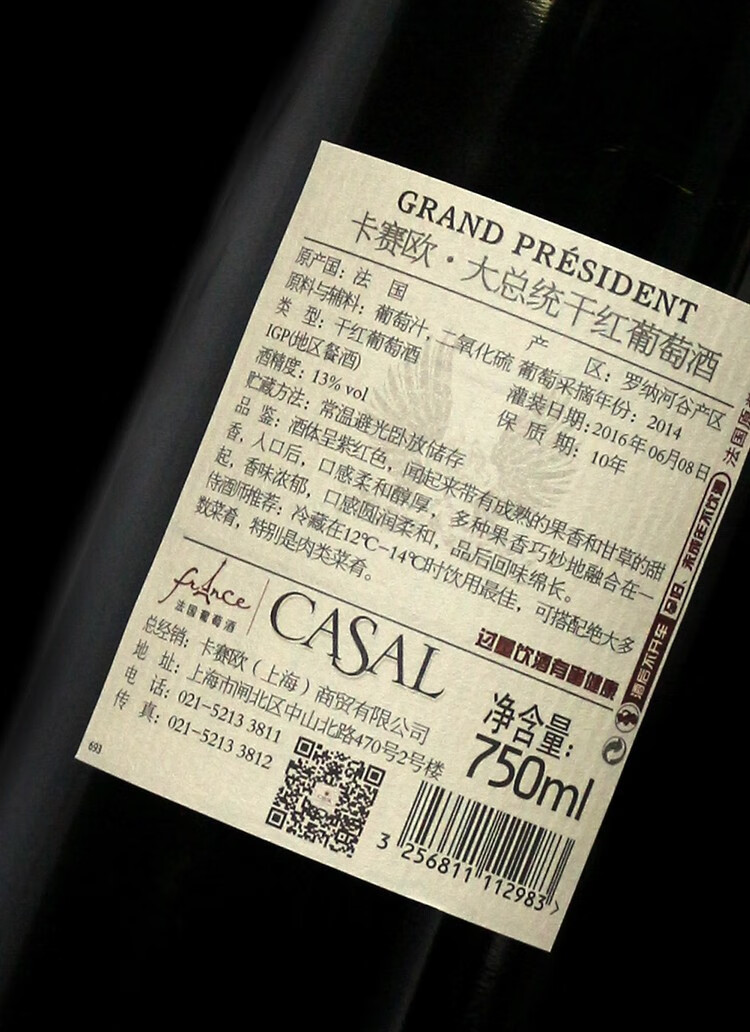 GRAND PRÉSIDENT
卡赛欧·大总统干红葡萄酒
原产国：法 国 产 区：罗纳河谷产区
原料与辅料：葡萄汁，二氧化硫 葡萄采摘年份：2014
类 型：干红葡萄酒 灌装日期：2016年06月08日
IGP(地区餐酒) 保 质 期：10年
酒精度：13% vol
贮藏方法：常温避光卧放储存
品 鉴：酒体呈紫红色，闻起来带有成熟的果香和甘草的甜
香，入口后，口感柔和醇厚，多种果香巧妙地融合在一
起，香味浓郁，口感圆润柔和，品后回味绵长。
侍酒师推荐：冷藏在12℃-14℃时饮用最佳，可搭配绝大多
数菜肴，特别是肉类菜肴。
france
法国葡萄酒
CASAL
过量饮酒有害健康
总经销：卡赛欧（上海）商贸有限公司
地 址：上海市闸北区中山北路470号2号楼
电 话：021-5213 3811
传 真：021-5213 3812
净含量：
750ml
693
3 256811 112983 >
酒后不开车
法国原